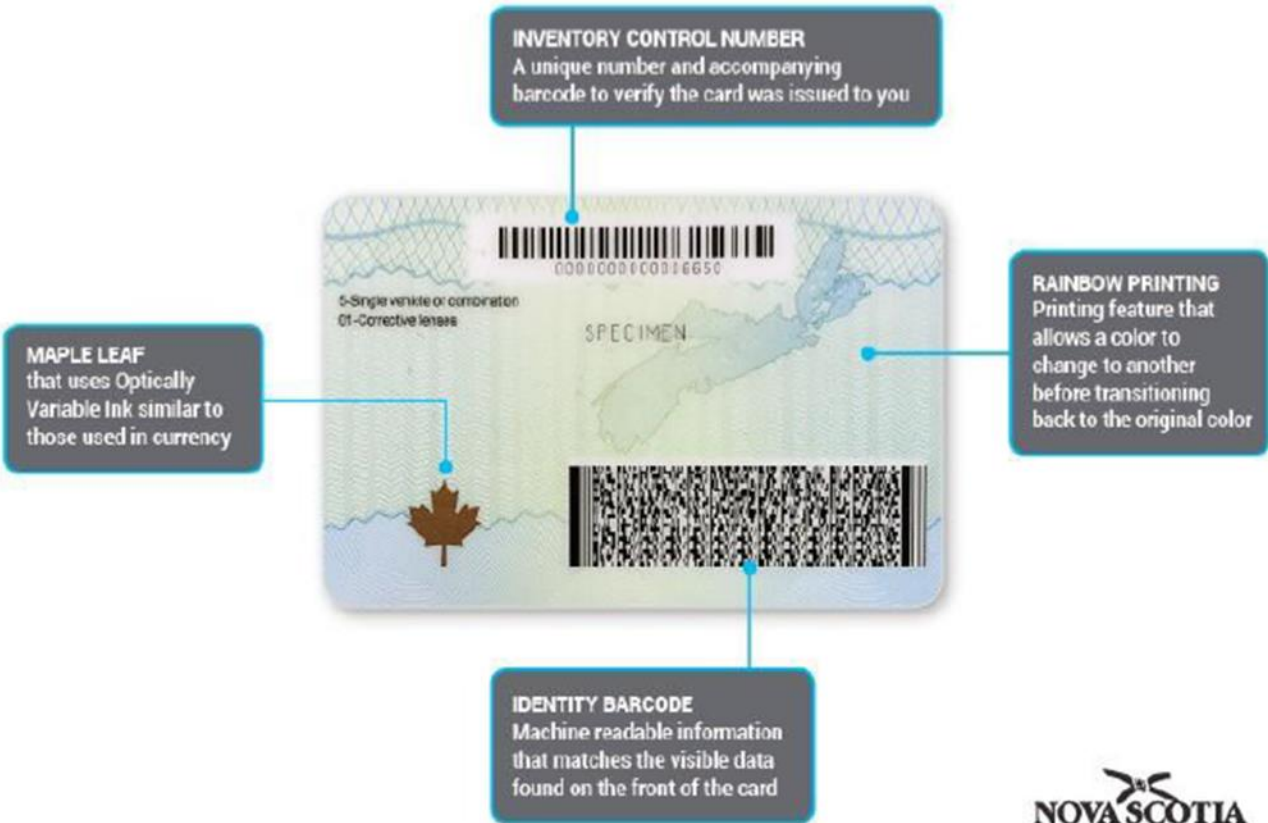 INVENTORY CONTROL NUMBER
A unique number and accompanying
barcode to verify the card was issued to you
5-Single vehicle or combination
01-Corrective lenses
SPECIMEN
RAINBOW PRINTING
Printing feature that
allows a color to
change to another
before transitioning
back to the original color
MAPLE LEAF
that uses Optically
Variable Ink similar to
those used in currency
IDENTITY BARCODE
Machine readable information
that matches the visible data
found on the front of the card
NOVA SCOTIA